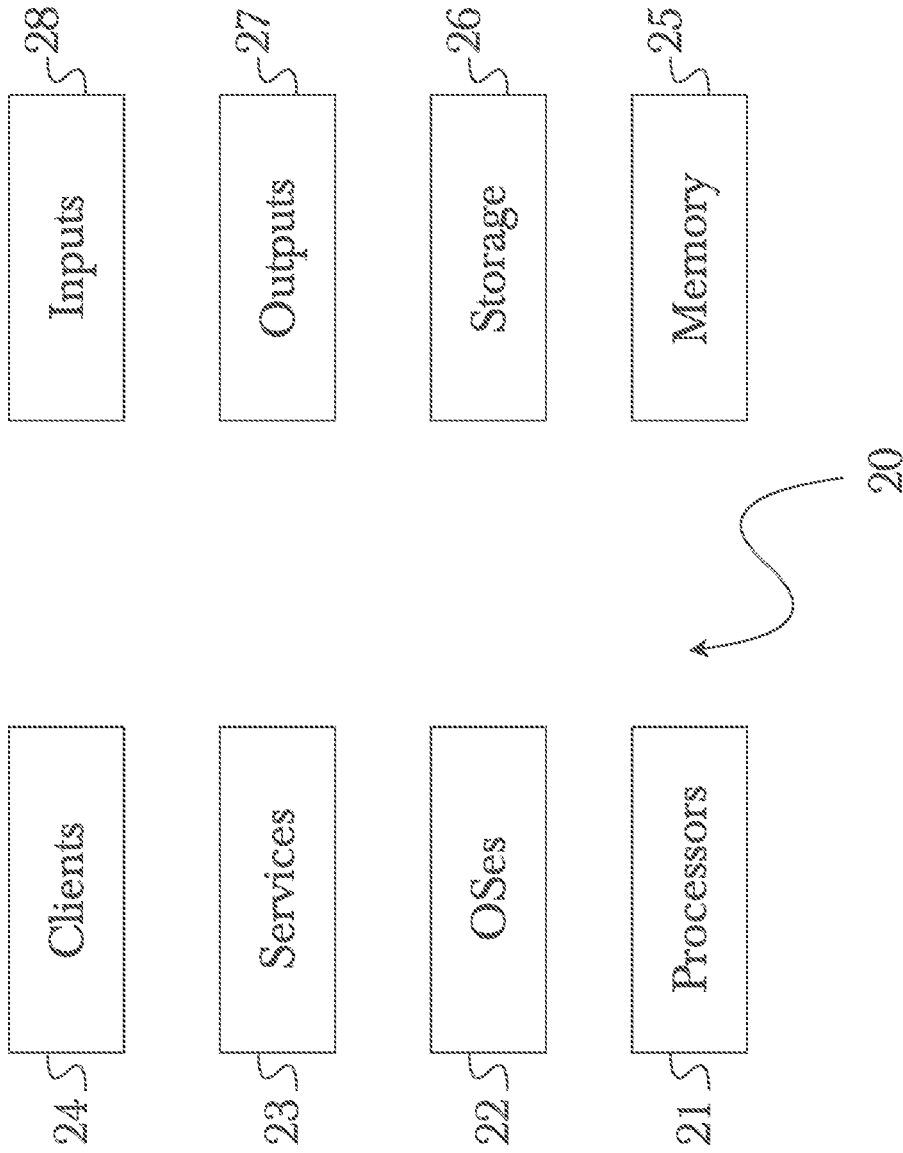 24 Clients Inputs 28
23 Services Outputs 27
22 OSes Storage 26
21 Processors Memory 25
20